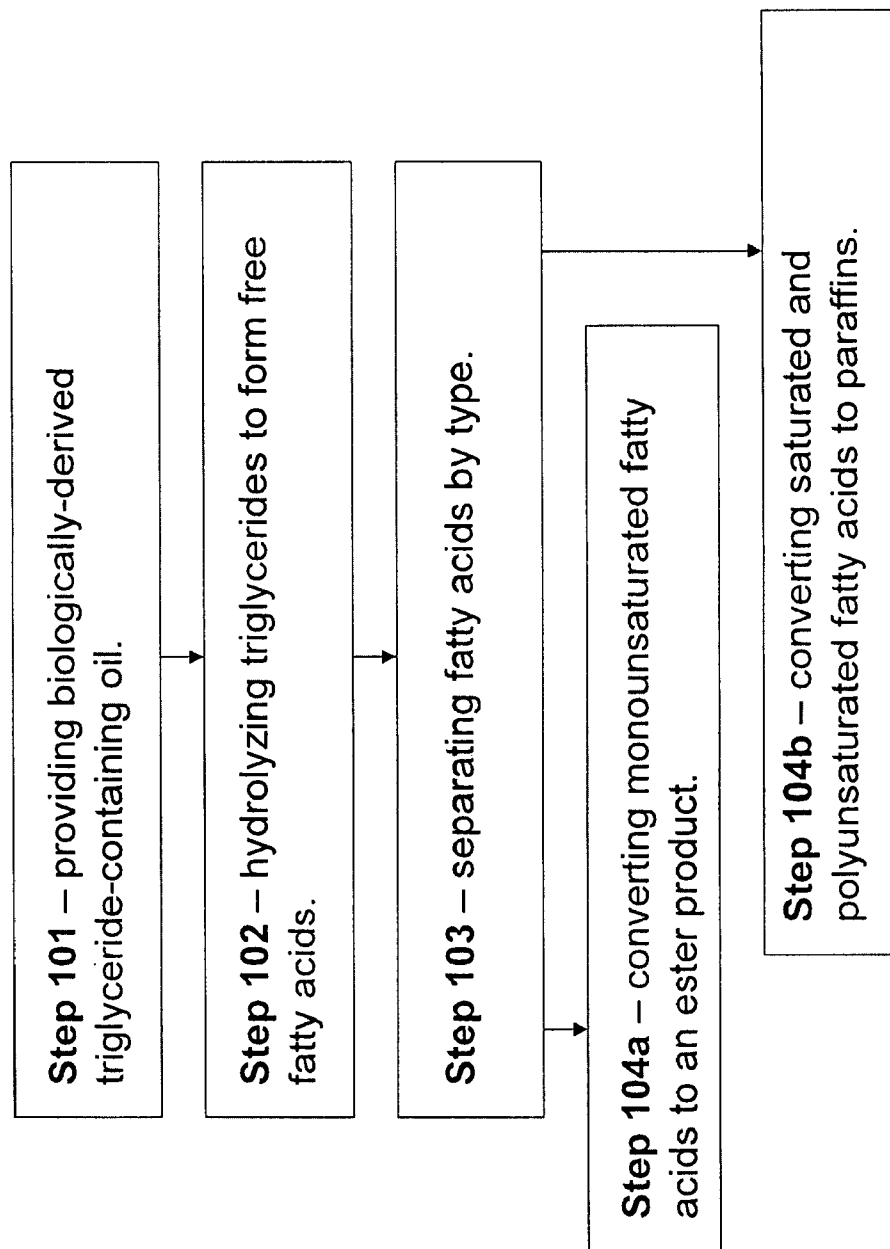 Step 101 – providing biologically-derived
triglyceride-containing oil.
Step 102 – hydrolyzing triglycerides to form free
fatty acids.
Step 103 – separating fatty acids by type.
Step 104a – converting monounsaturated fatty
acids to an ester product.
Step 104b – converting saturated and
polyunsaturated fatty acids to paraffins.